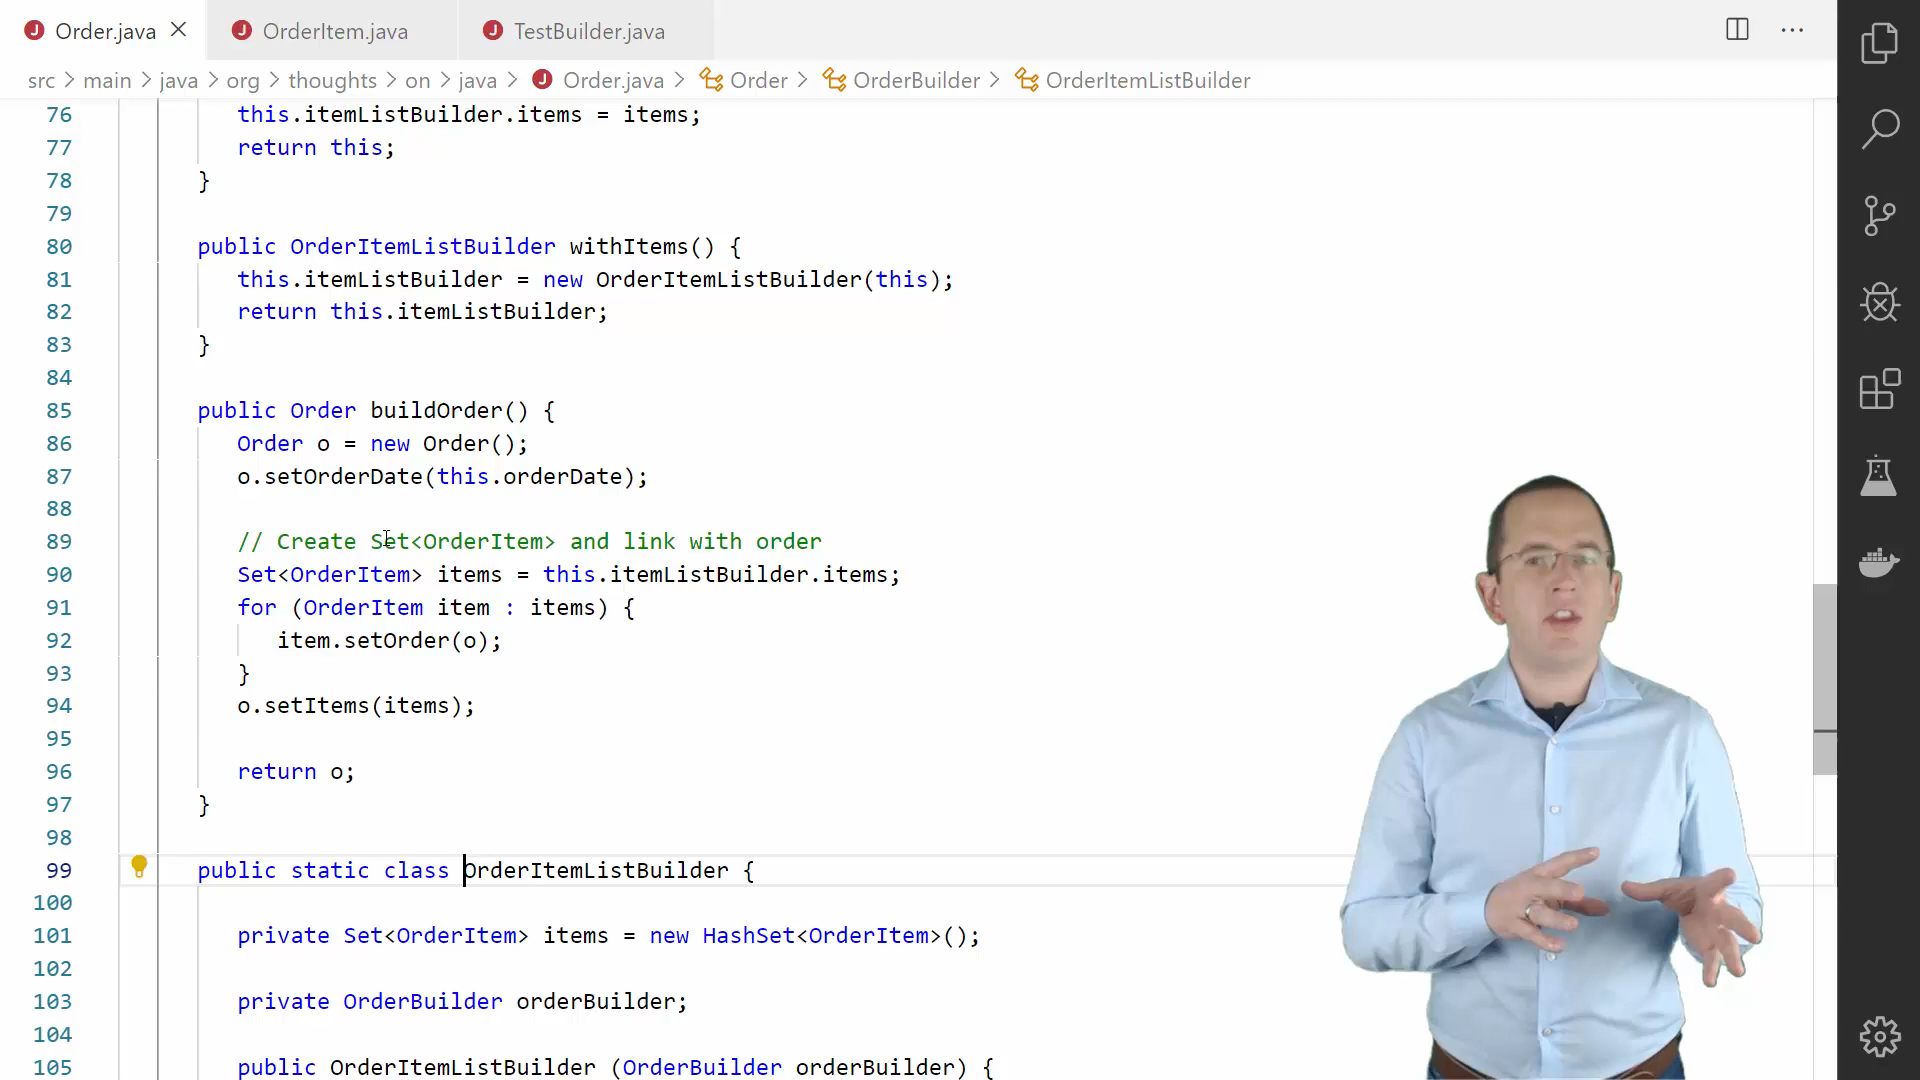 Order.java
OrderItem.java
TestBuilder.java
src > main > java > org > thoughts > on > java > Order.java > Order > OrderBuilder > OrderItemListBuilder
76 this.itemListBuilder.items = items;
77 return this;
78 }
79
80 public OrderItemListBuilder withItems() {
81 this.itemListBuilder = new OrderItemListBuilder(this);
82 return this.itemListBuilder;
83 }
84
85 public Order buildOrder() {
86 Order o = new Order();
87 o.setOrderDate(this.orderDate);
88
89 // Create Set<OrderItem> and link with order
90 Set<OrderItem> items = this.itemListBuilder.items;
91 for (OrderItem item : items) {
92 item.setOrder(o);
93 }
94 o.setItems(items);
95
96 return o;
97 }
98
99 public static class OrderItemListBuilder {
100
101 private Set<OrderItem> items = new HashSet<OrderItem>();
102
103 private OrderBuilder orderBuilder;
104
105 public OrderItemListBuilder (OrderBuilder orderBuilder) {